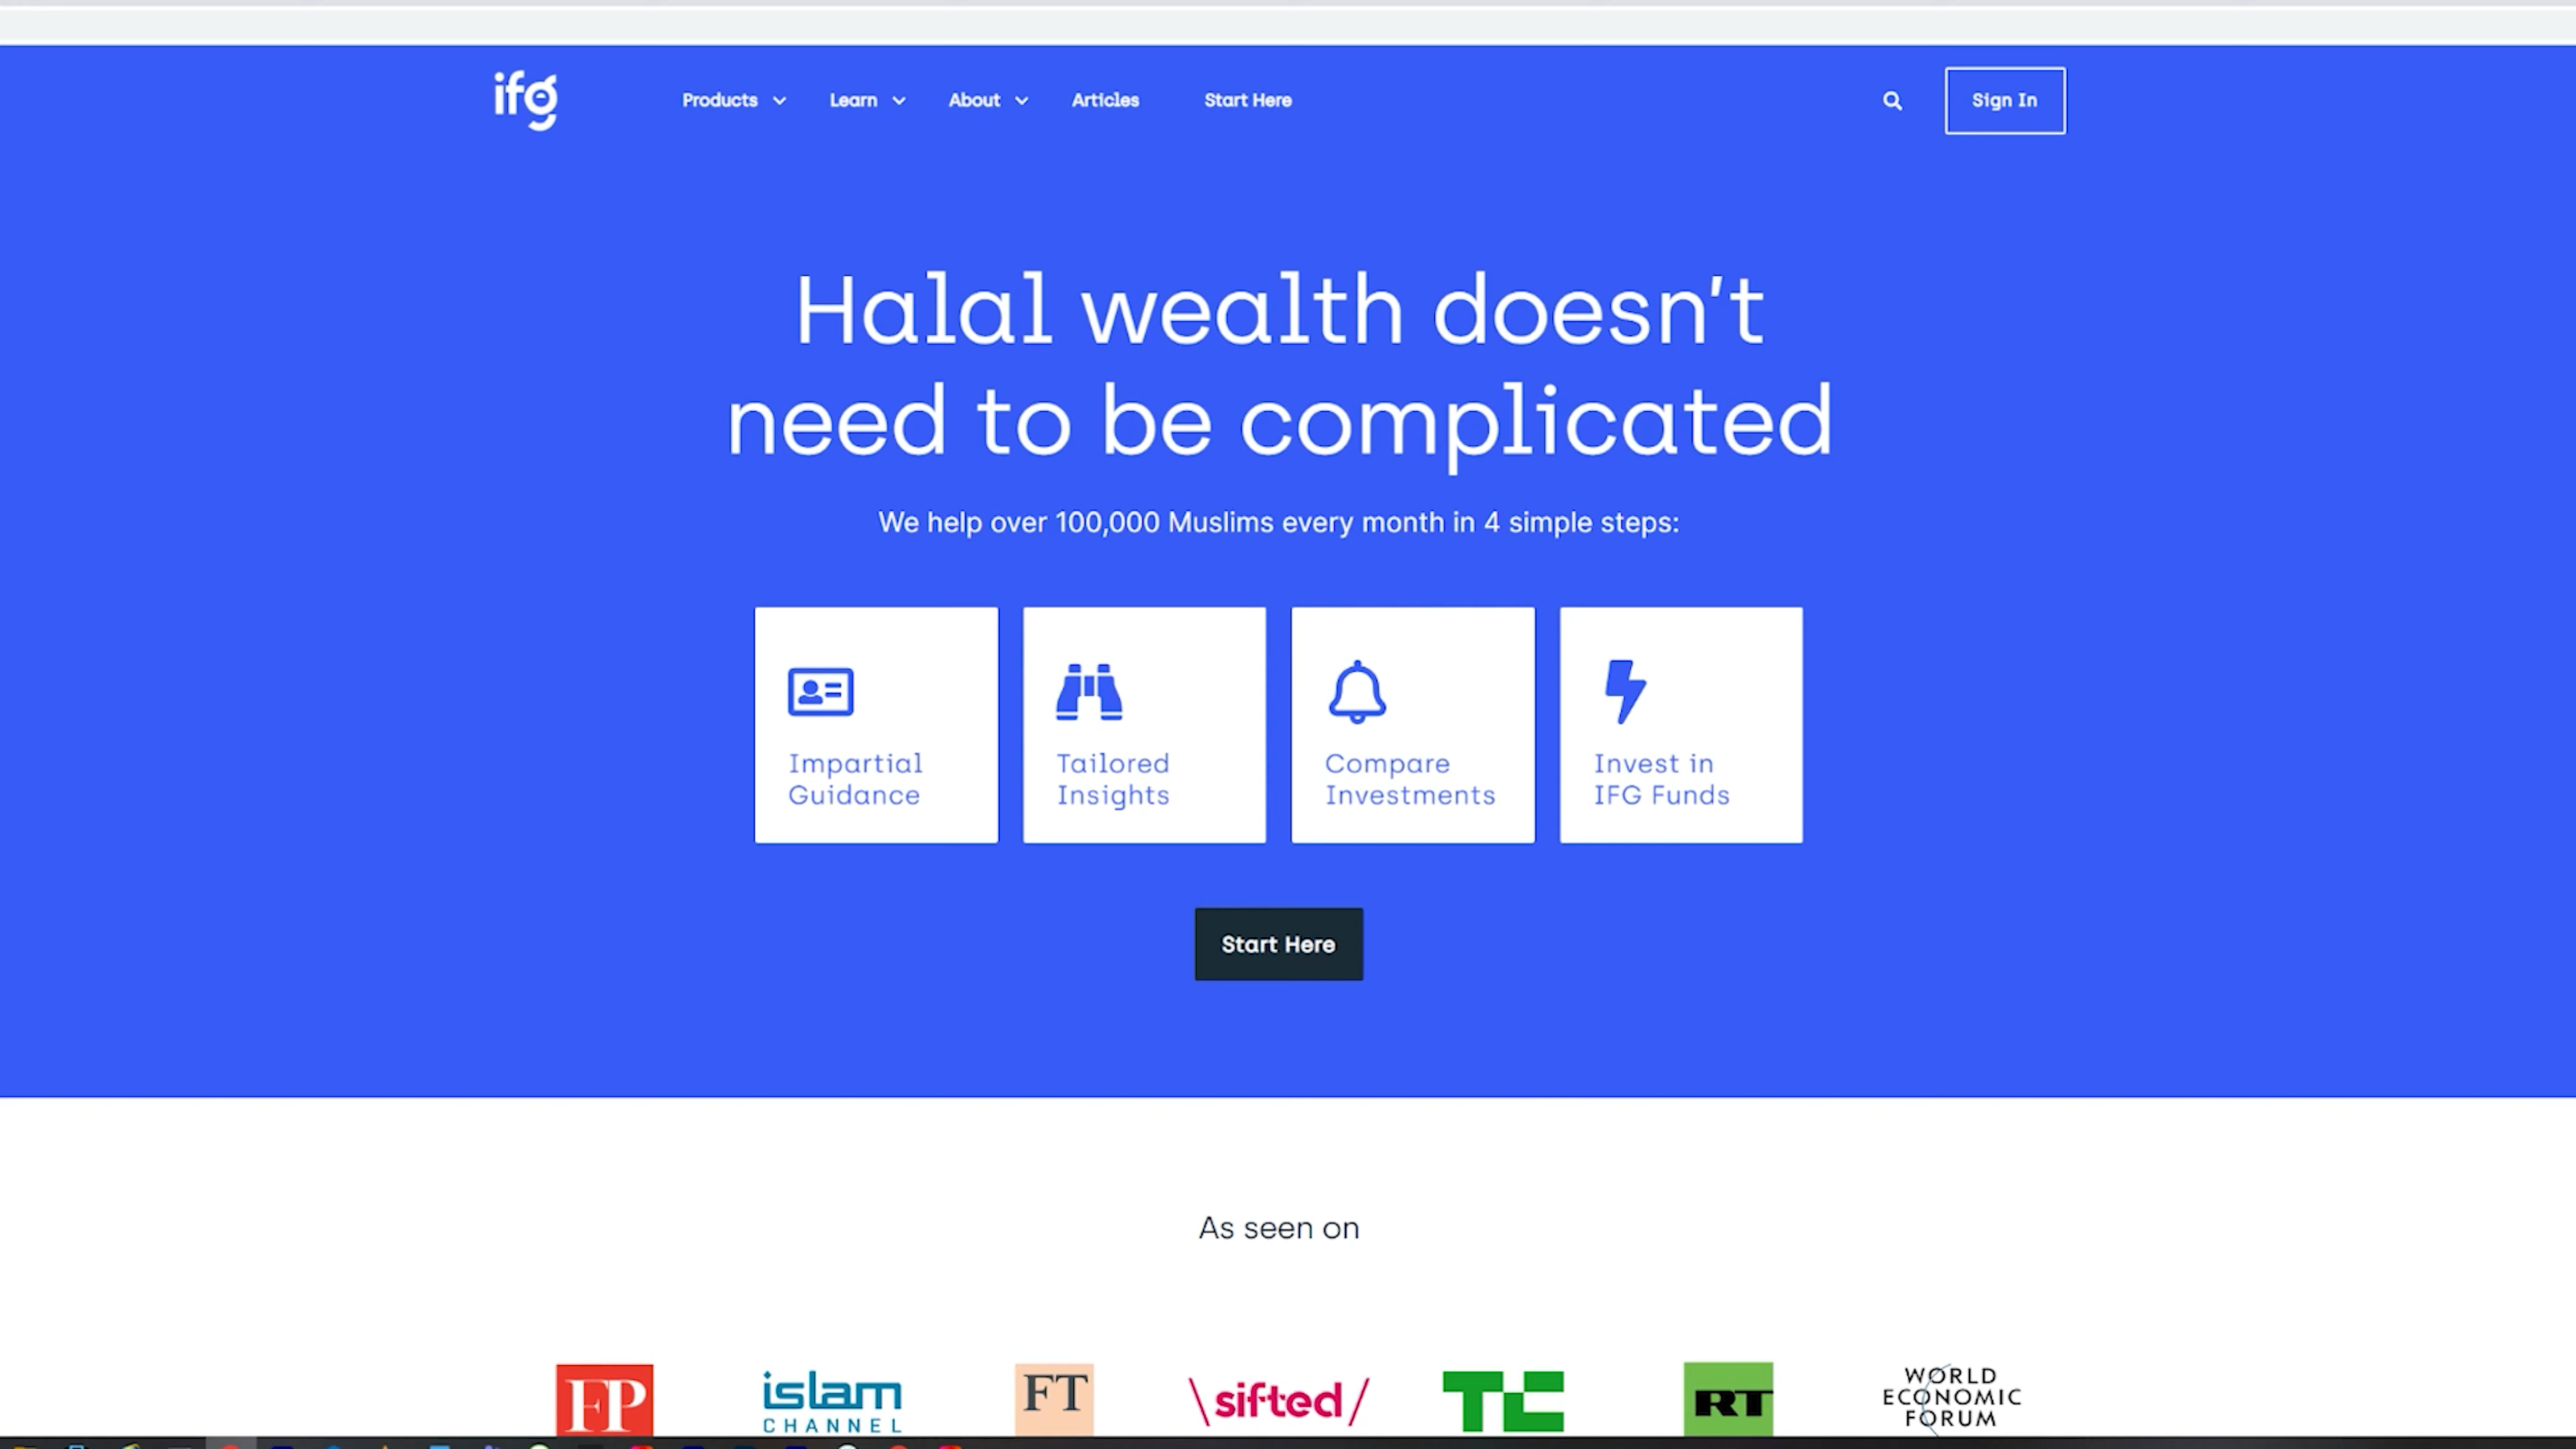 ifg
Products
Learn
About
Articles
Start Here
Sign In
Halal wealth doesn't
need to be complicated
We help over 100,000 Muslims every month in 4 simple steps:
Impartial
Guidance
Tailored
Insights
Compare
Investments
Invest in
IFG Funds
Start Here
As seen on
FP
islam
CHANNEL
FT
\sifted/
TC
RT
WORLD
ECONOMIC
FORUM